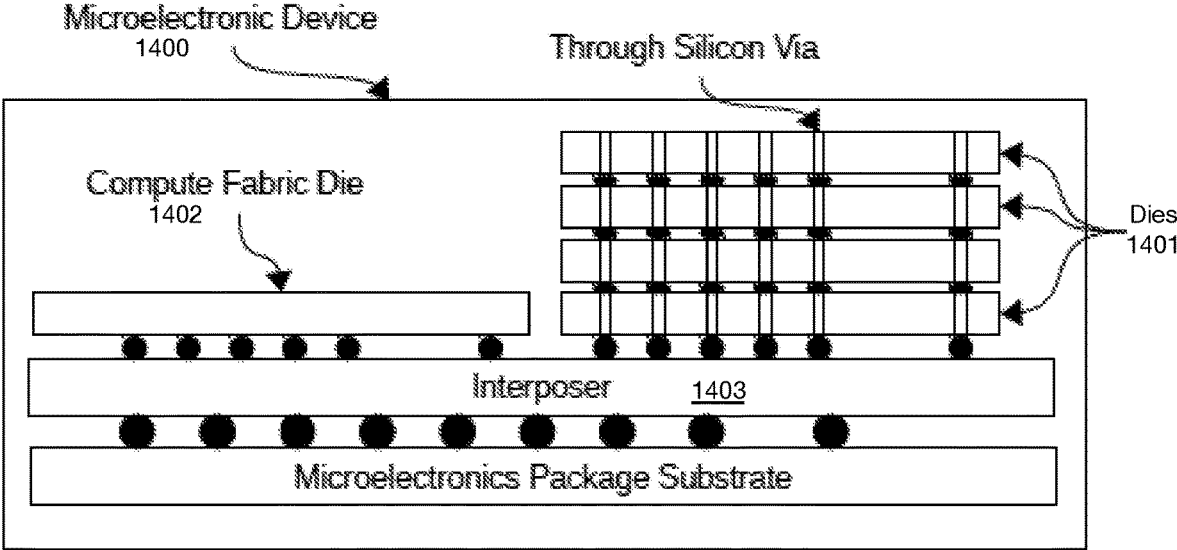 Microelectronic Device
1400
Through Silicon Via
Compute Fabric Die
1402
Dies
1401
Interposer 1403
Microelectronics Package Substrate